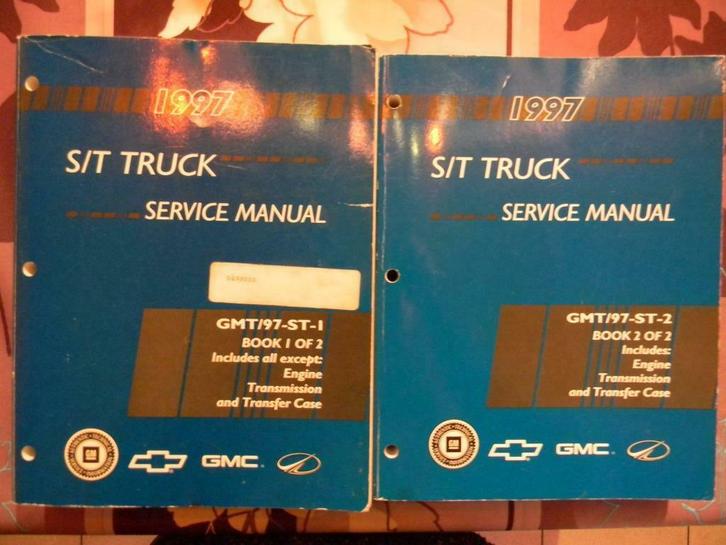 1997
S/T TRUCK
SERVICE MANUAL
GMT/97-ST-1
BOOK 1 OF 2
Includes all except:
Engine
Transmission
and Transfer Case
GM
GMC
1997
S/T TRUCK
SERVICE MANUAL
GMT/97-ST-2
BOOK 2 OF 2
Includes:
Engine
Transmission
and Transfer Case
GM
GMC